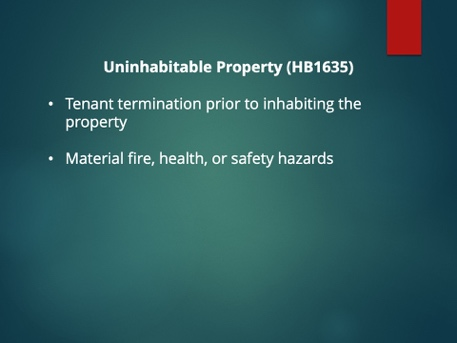 Uninhabitable Property (HB1635)
• Tenant termination prior to inhabiting the
property
• Material fire, health, or safety hazards